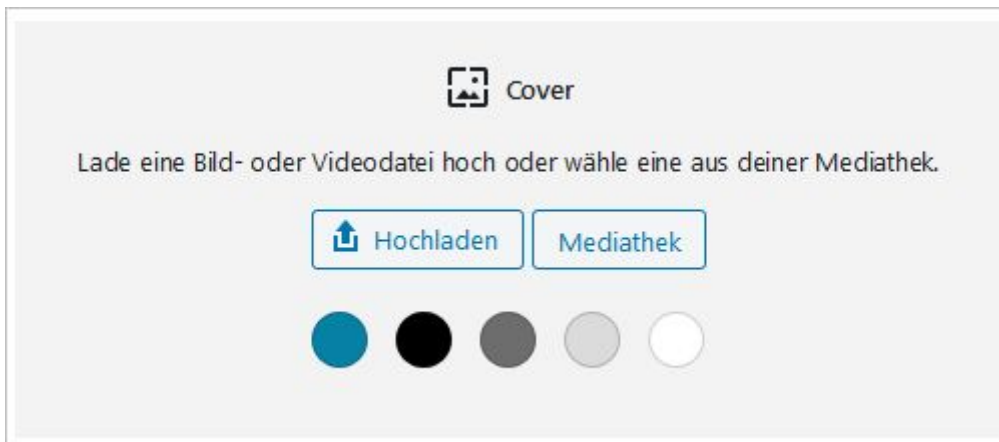 Cover
Lade eine Bild- oder Videodatei hoch oder wähle eine aus deiner Mediathek.
Hochladen Mediathek